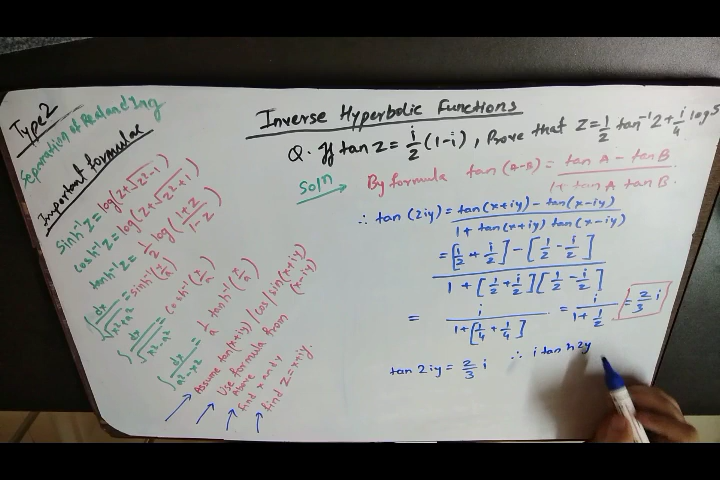 Type2
Separation of Real and Img
Important formulae
sinh⁻¹z = log(z+√z²-1)
cosh⁻¹z = log(z+√z²+1)
tanh⁻¹z = 1/2 log(1+z/1-z)
∫dx/√x²+a² = sinh⁻¹(x/a)
∫dx/√x²-a² = cosh⁻¹(x/a)
∫dx/a²-x² = 1/a tanh⁻¹(x/a)
Assume tan(x+iy)/cos/sin(x+iy)
(x-iy)
Use formula from
Above
find x and y
find z=x+iy.
Inverse Hyperbolic Functions
Q. If tan z = i/2 (1-i), Prove that z = 1/2 tan⁻¹2 + i/4 log5
Soln → By formula tan(A-B) = tan A - tan B / 1+ tan A tan B.
∴ tan(2iy) = tan(x+iy) - tan(x-iy) / 1+ tan(x+iy) tan(x-iy)
= [1/2 + i/2] - [1/2 - i/2] / 1+[1/2 + i/2][1/2 - i/2]
= i / 1+[1/4 + 1/4] = i / 1+1/2 = 2/3 i
tan 2iy = 2/3 i ∴ i tan h2y